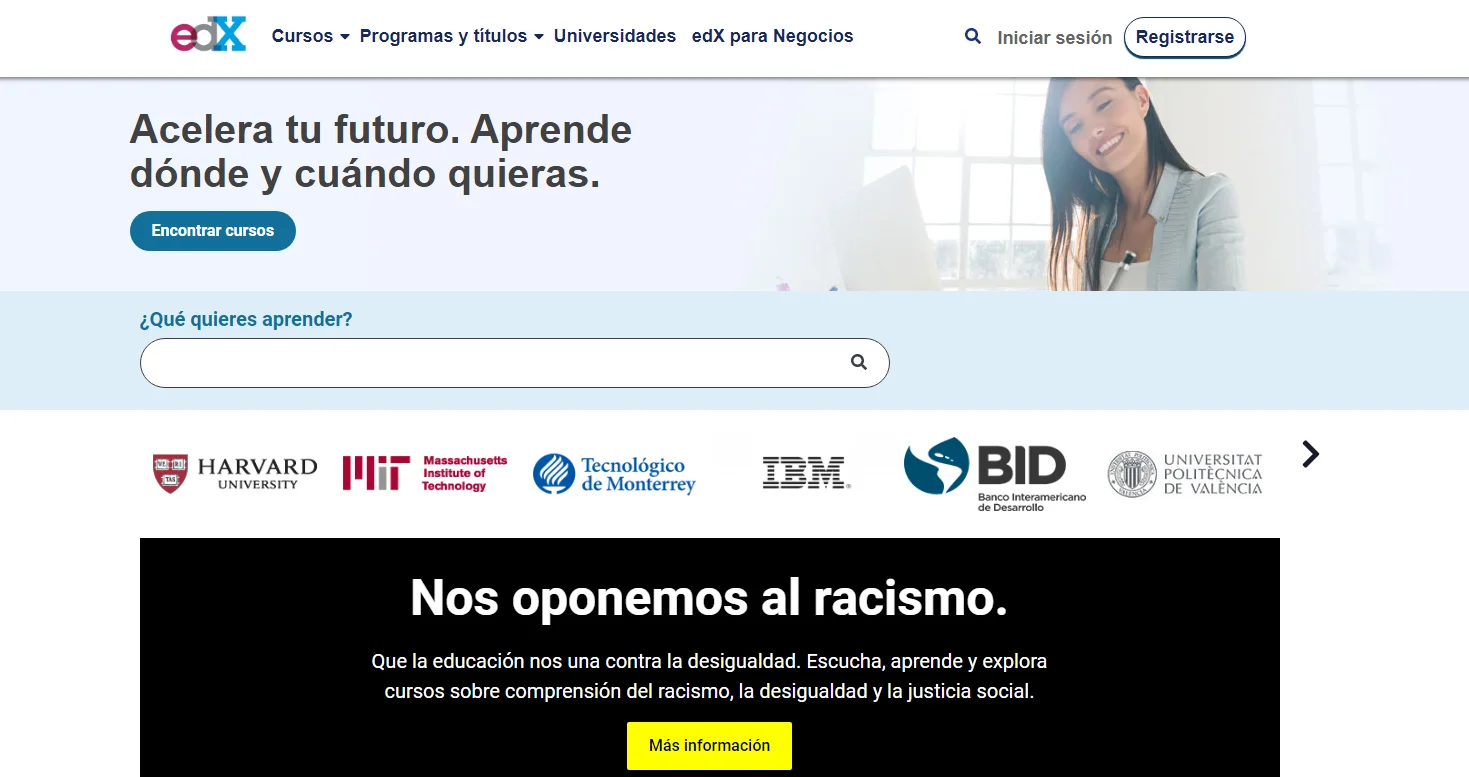 edX Cursos Programas y títulos Universidades edX para Negocios Iniciar sesión Registrarse
Acelera tu futuro. Aprende
dónde y cuándo quieras.
Encontrar cursos
¿Qué quieres aprender?
HARVARD
UNIVERSITY
VE RI
TAS
MIT
Massachusetts
Institute of
Technology
Tecnológico
de Monterrey
IBM
BID
Banco Interamericano
de Desarrollo
UNIVERSITAT
POLITÈCNICA
DE VALÈNCIA
Nos oponemos al racismo.
Que la educación nos una contra la desigualdad. Escucha, aprende y explora
cursos sobre comprensión del racismo, la desigualdad y la justicia social.
Más información